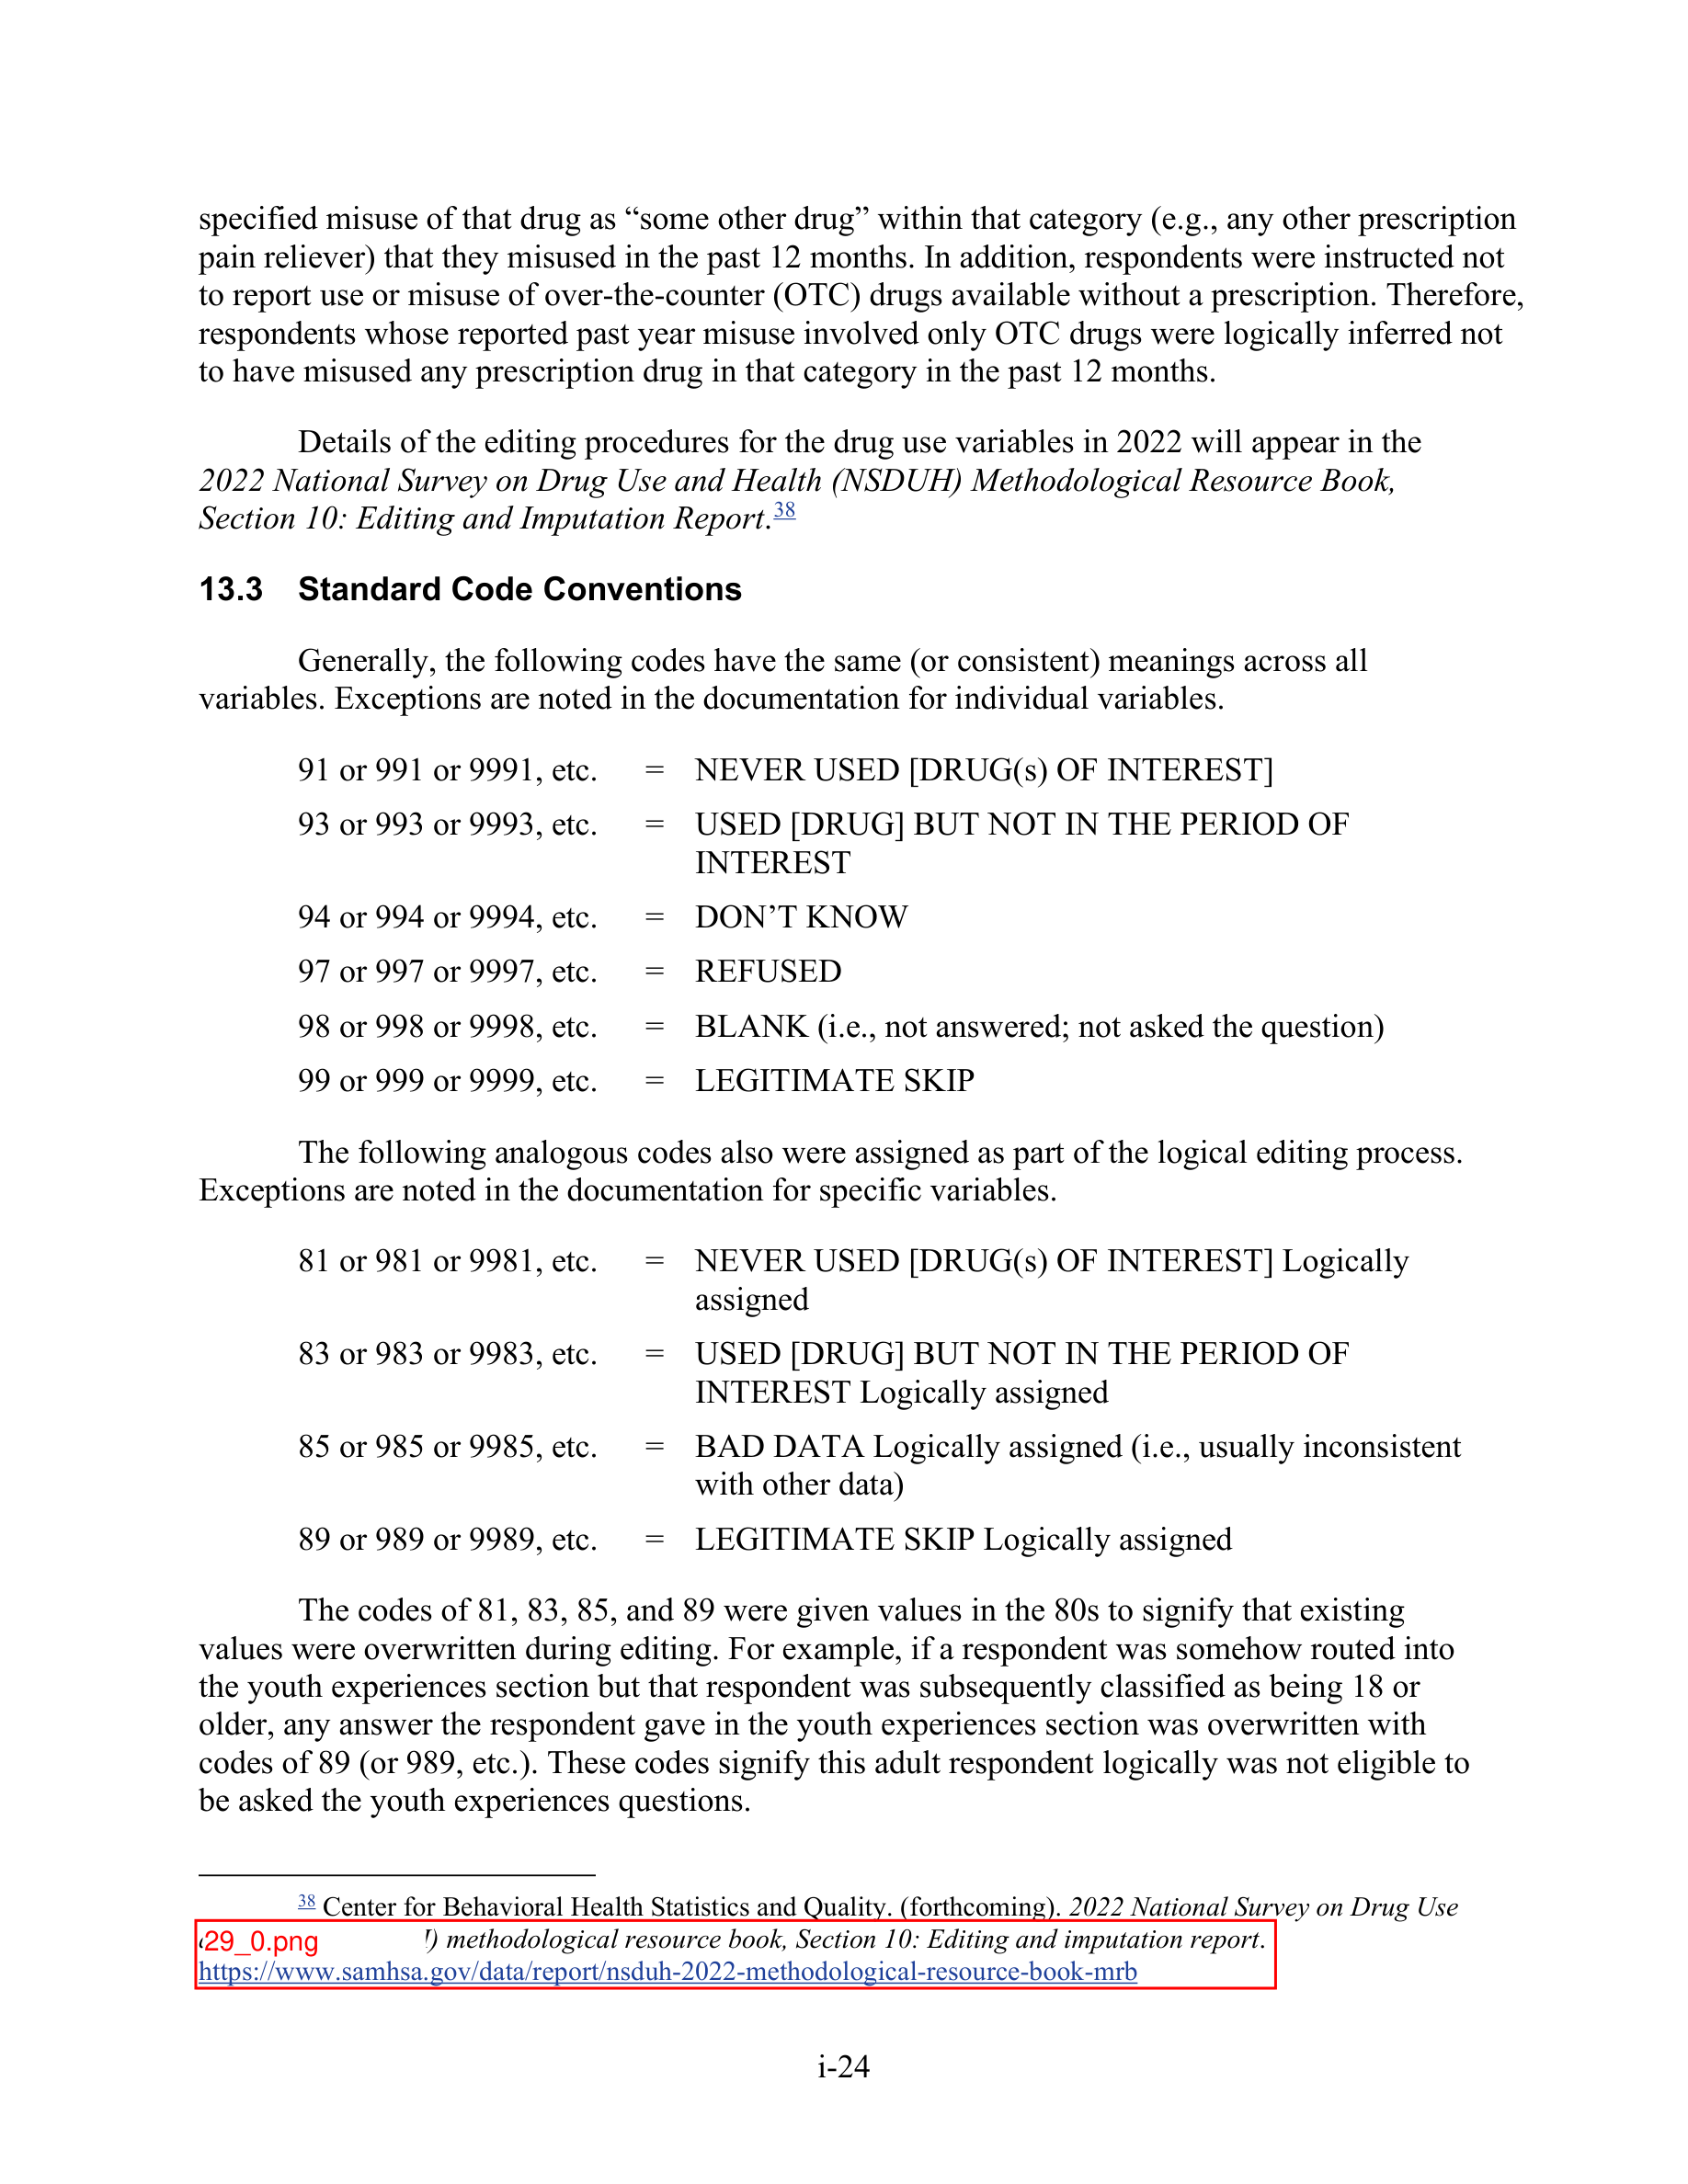 specified misuse of that drug as “some other drug” within that category (e.g., any other prescription
pain reliever) that they misused in the past 12 months. In addition, respondents were instructed not
to report use or misuse of over-the-counter (OTC) drugs available without a prescription. Therefore,
respondents whose reported past year misuse involved only OTC drugs were logically inferred not
to have misused any prescription drug in that category in the past 12 months.
Details of the editing procedures for the drug use variables in 2022 will appear in the
2022 National Survey on Drug Use and Health (NSDUH) Methodological Resource Book,
Section 10: Editing and Imputation Report.38
13.3 Standard Code Conventions
Generally, the following codes have the same (or consistent) meanings across all
variables. Exceptions are noted in the documentation for individual variables.
91 or 991 or 9991, etc. = NEVER USED [DRUG(s) OF INTEREST]
93 or 993 or 9993, etc. = USED [DRUG] BUT NOT IN THE PERIOD OF
INTEREST
94 or 994 or 9994, etc. = DON’T KNOW
97 or 997 or 9997, etc. = REFUSED
98 or 998 or 9998, etc. = BLANK (i.e., not answered; not asked the question)
99 or 999 or 9999, etc. = LEGITIMATE SKIP
The following analogous codes also were assigned as part of the logical editing process.
Exceptions are noted in the documentation for specific variables.
81 or 981 or 9981, etc. = NEVER USED [DRUG(s) OF INTEREST] Logically
assigned
83 or 983 or 9983, etc. = USED [DRUG] BUT NOT IN THE PERIOD OF
INTEREST Logically assigned
85 or 985 or 9985, etc. = BAD DATA Logically assigned (i.e., usually inconsistent
with other data)
89 or 989 or 9989, etc. = LEGITIMATE SKIP Logically assigned
The codes of 81, 83, 85, and 89 were given values in the 80s to signify that existing
values were overwritten during editing. For example, if a respondent was somehow routed into
the youth experiences section but that respondent was subsequently classified as being 18 or
older, any answer the respondent gave in the youth experiences section was overwritten with
codes of 89 (or 989, etc.). These codes signify this adult respondent logically was not eligible to
be asked the youth experiences questions.
38 Center for Behavioral Health Statistics and Quality. (forthcoming). 2022 National Survey on Drug Use
29_0.png ) methodological resource book, Section 10: Editing and imputation report.
https://www.samhsa.gov/data/report/nsduh-2022-methodological-resource-book-mrb
i-24